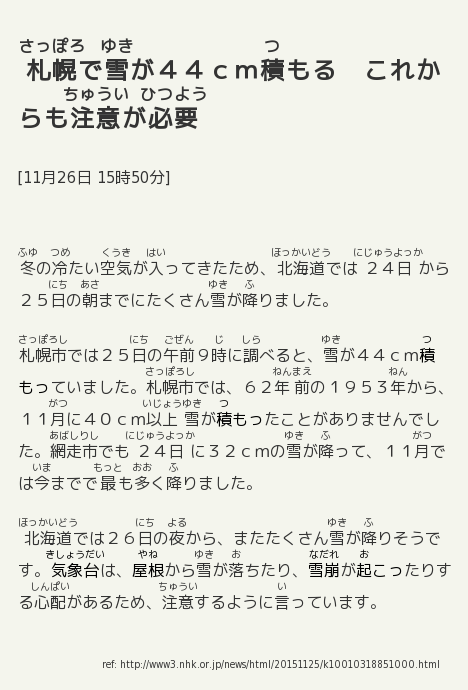 さっぽろ ゆき つ
札幌で雪が４４ｃｍ積もる　これか
ちゅうい ひつよう
らも注意が必要
[11月26日 15時50分]
ふゆ つめ くうき はい ほっかいどう にじゅうよっか
冬の冷たい空気が入ってきたため、北海道では ２４日 から
にち あさ ゆき ふ
２５日の朝までにたくさん雪が降りました。
さっぽろし にち ごぜん じ しら ゆき つ
札幌市では２５日の午前９時に調べると、雪が４４ｃｍ積
さっぽろし ねんまえ ねん
もっていました。札幌市では、６２年 前の１９５３年から、
がつ いじょうゆき つ
１１月に４０ｃｍ以上 雪が積もったことがありませんでし
あばしりし にじゅうよっか ゆき ふ がつ
た。網走市でも ２４日 に３２ｃｍの雪が降って、１１月で
いま もっと おお ふ
は今までで最も多く降りました。
ほっかいどう にち よる ゆき ふ
北海道では２６日の夜から、またたくさん雪が降りそうで
きしょうだい やね ゆき お なだれ お
す。気象台は、屋根から雪が落ちたり、雪崩が起こったりす
しんぱい ちゅうい い
る心配があるため、注意するように言っています。
ref: http://www3.nhk.or.jp/news/html/20151125/k10010318851000.html